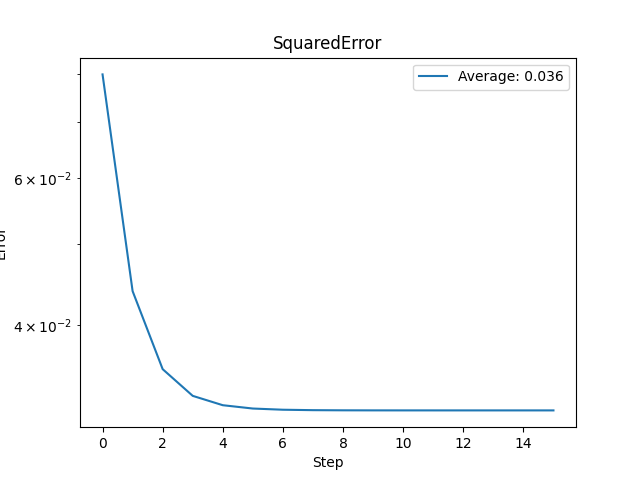 SquaredError
Average: 0.036
6 × 10⁻²
4 × 10⁻²
Error
0 2 4 6 8 10 12 14
Step